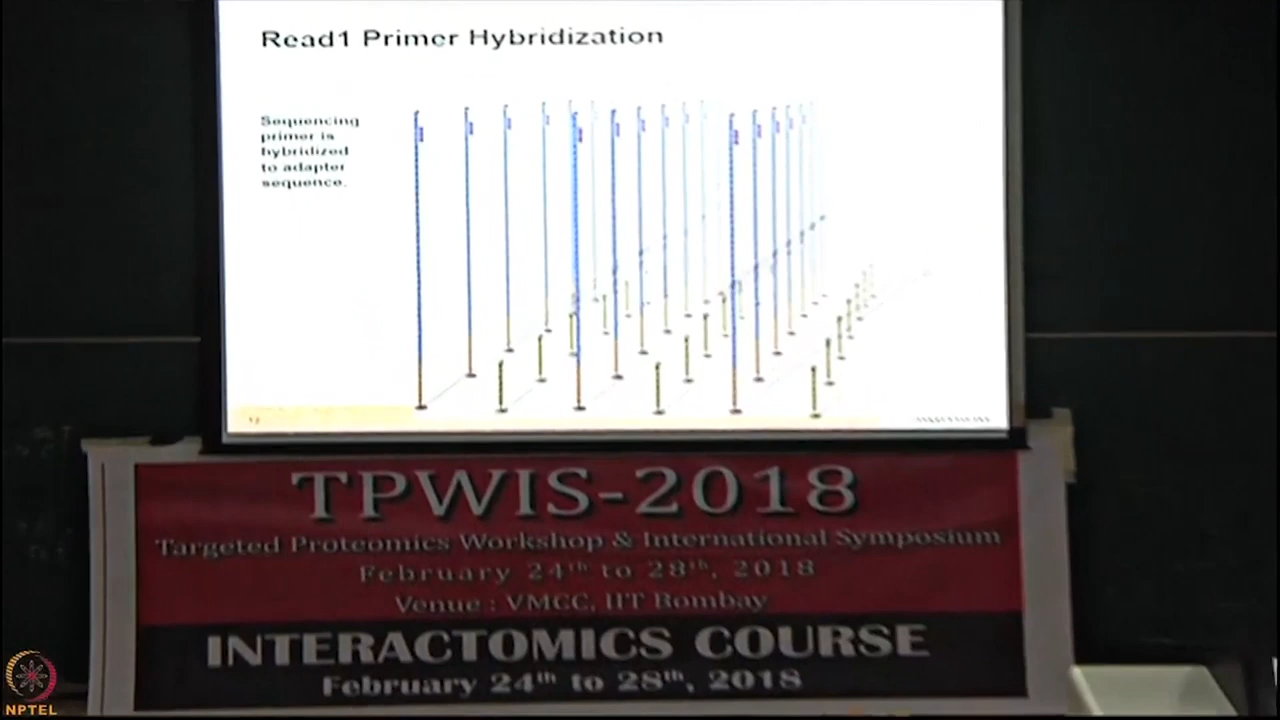 Read1 Primer Hybridization
Sequencing
primer is
hybridized
to adapter
sequence.
TPWIS-2018
Targeted Proteomics Workshop & International Symposium
February 24th to 28th, 2018
Venue : VMCC, IIT Bombay
INTERACTOMICS COURSE
February 24th to 28th, 2018
NPTEL